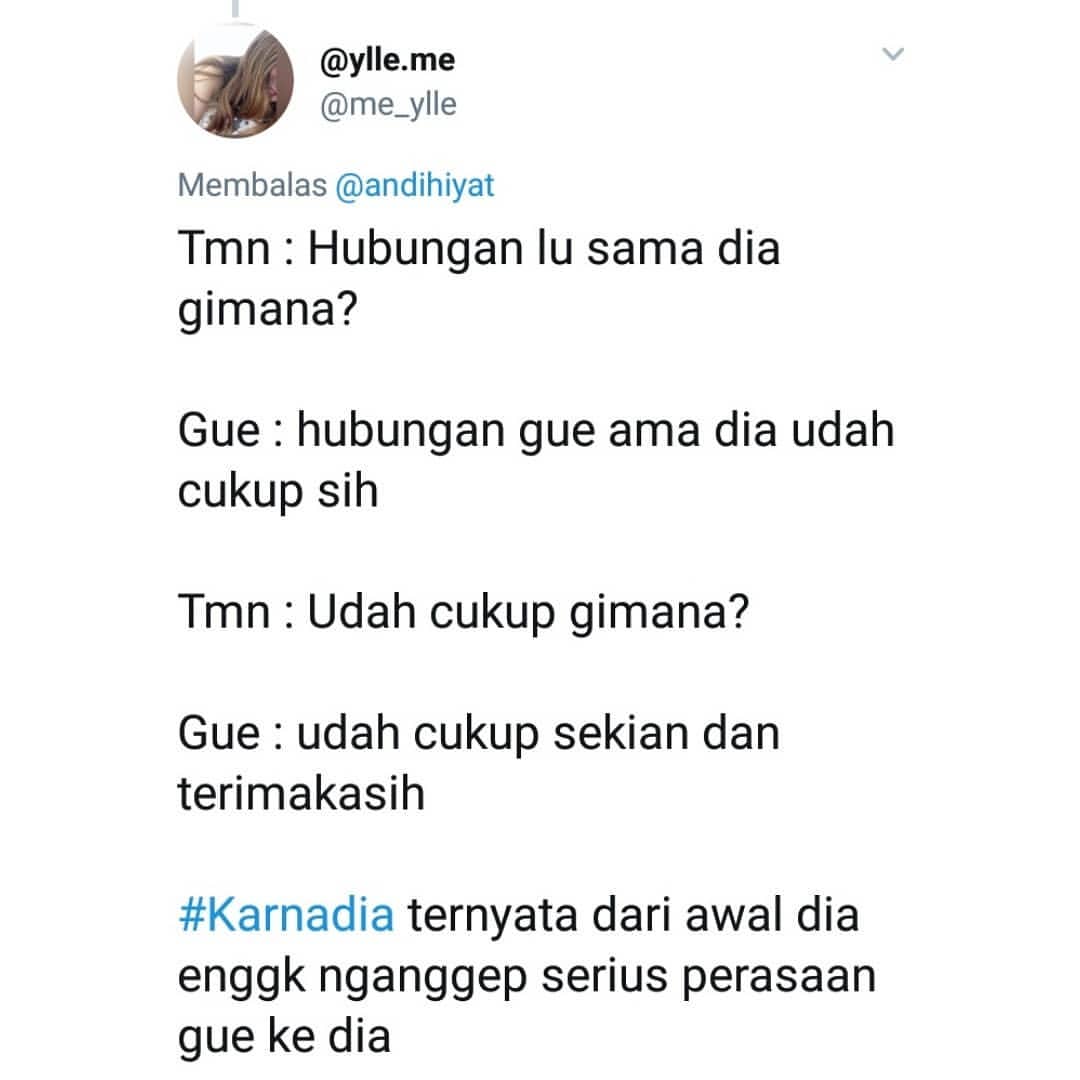 @ylle.me
@me_ylle
Membalas @andihiyat
Tmn : Hubungan lu sama dia
gimana?
Gue : hubungan gue ama dia udah
cukup sih
Tmn : Udah cukup gimana?
Gue : udah cukup sekian dan
terimakasih
#Karnadia ternyata dari awal dia
enggk nganggep serius perasaan
gue ke dia